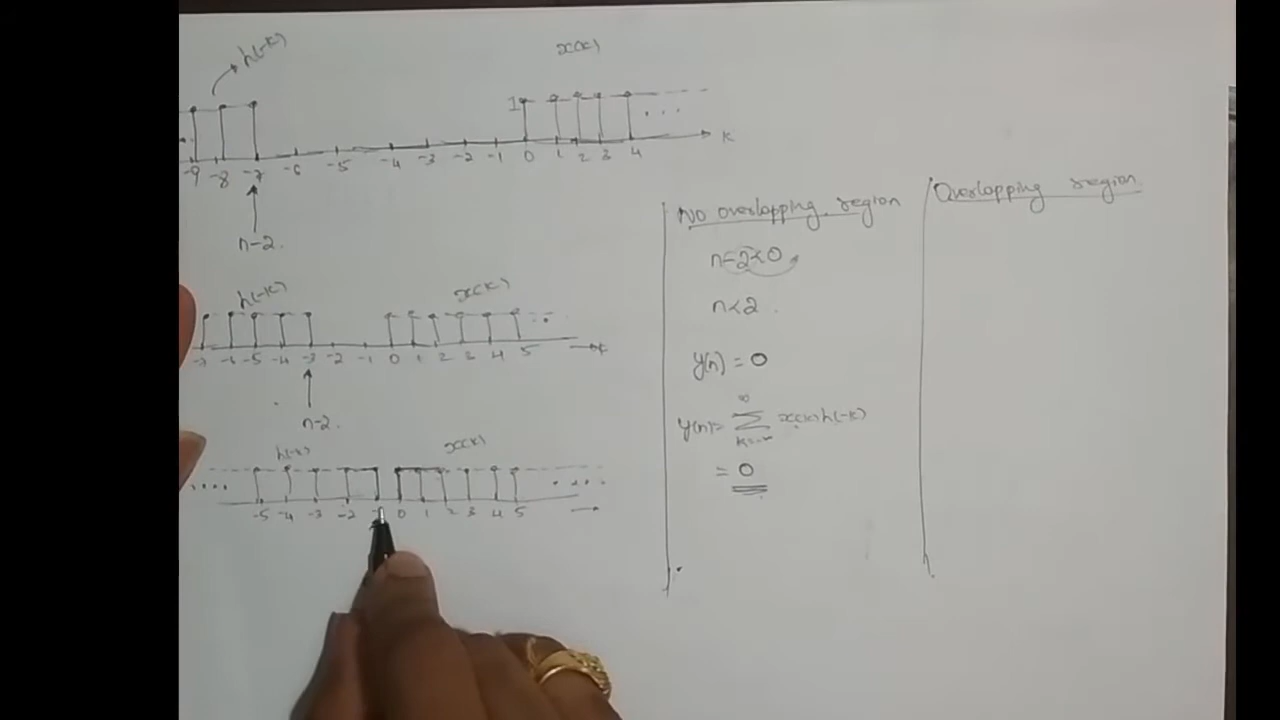 h(-k)
x(k)
1
...
k
-9 -8 -7 -6 -5 -4 -3 -2 -1 0 1 2 3 4
n-2.
h(-k)
x(k)
-7 -6 -5 -4 -3 -2 -1 0 1 2 3 4 5
n-2.
h(-k)
x(k)
.... ....
-5 -4 -3 -2 -1 0 1 2 3 4 5
No overlapping region
n-2<0
n<2.
y(n) = 0
y(n)= ∞∑k=-∞ x(k)h(-k)
= 0
Overlapping region